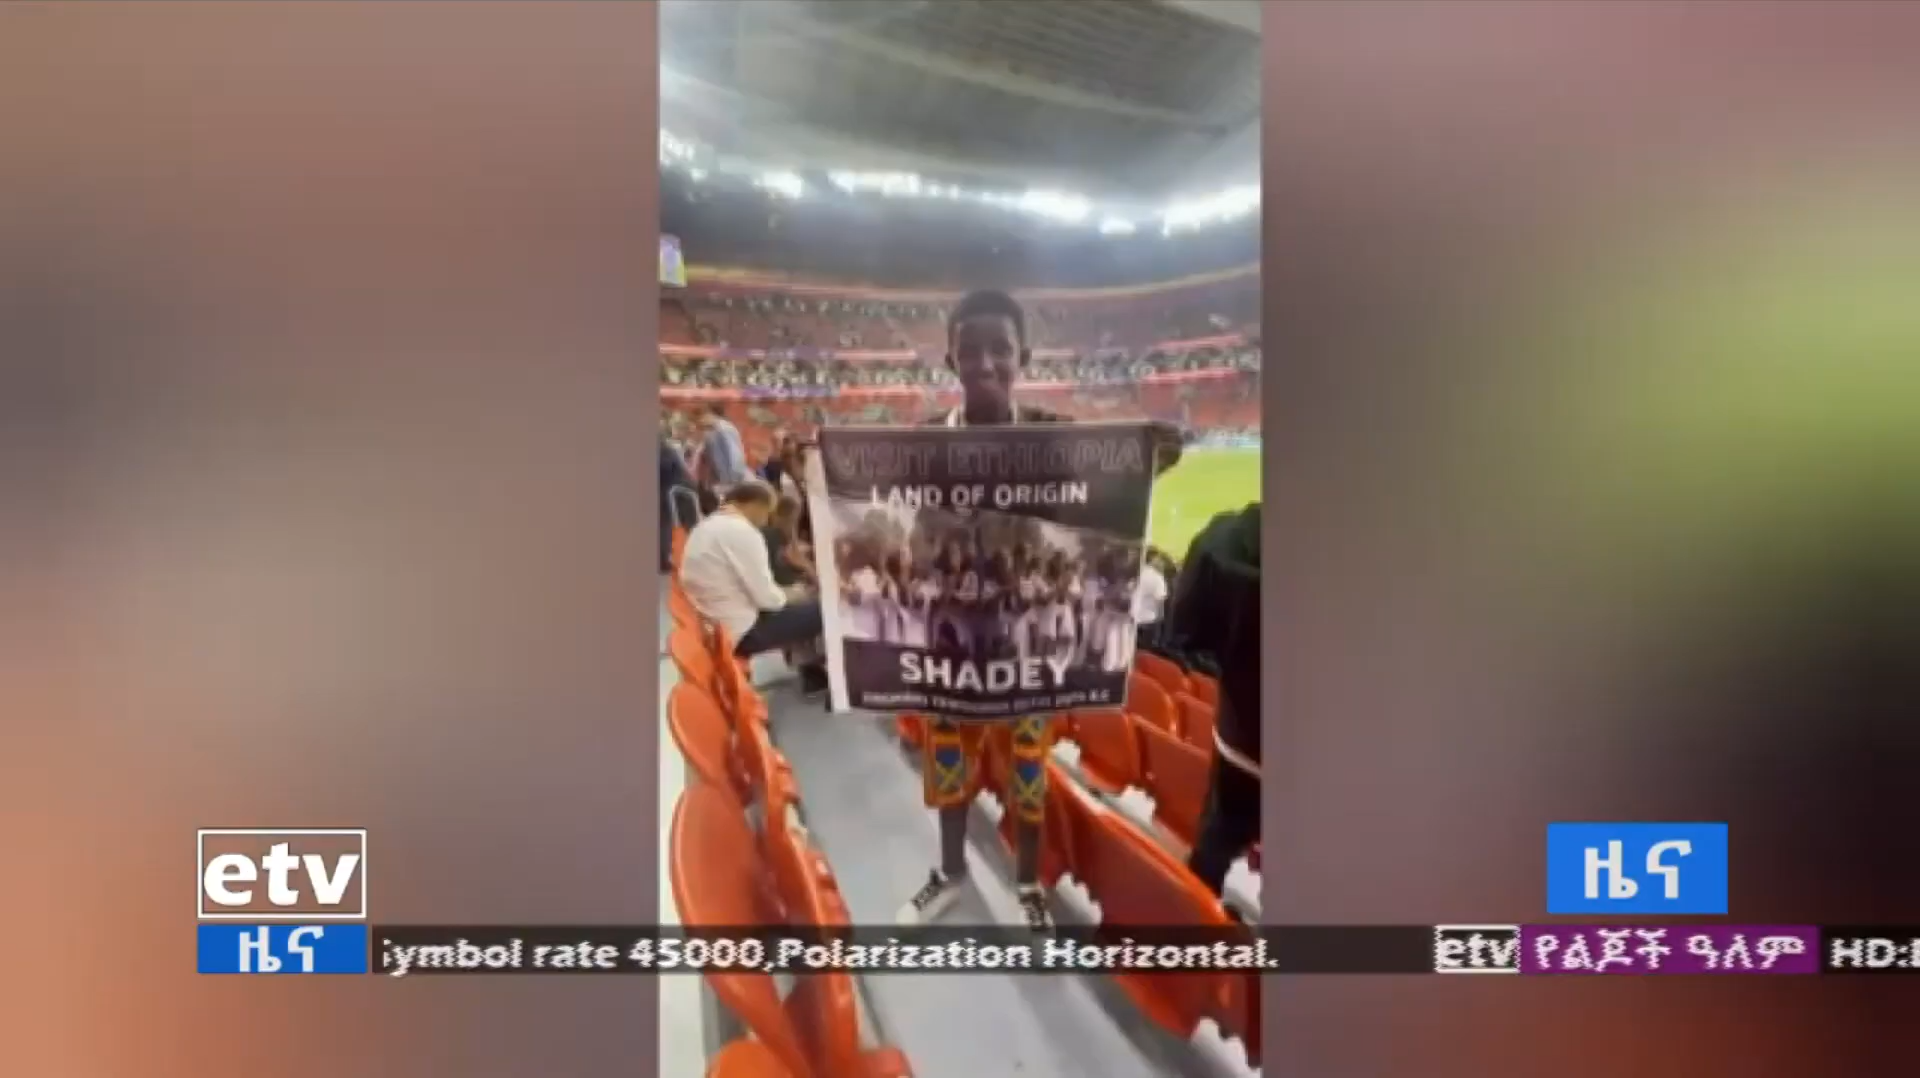 VISIT ETHIOPIA
LAND OF ORIGIN
SHADEY
etv
ዜና
ዜና
ymbol rate 45000,Polarization Horizontal.
etv የልጆች ዓለም HD: